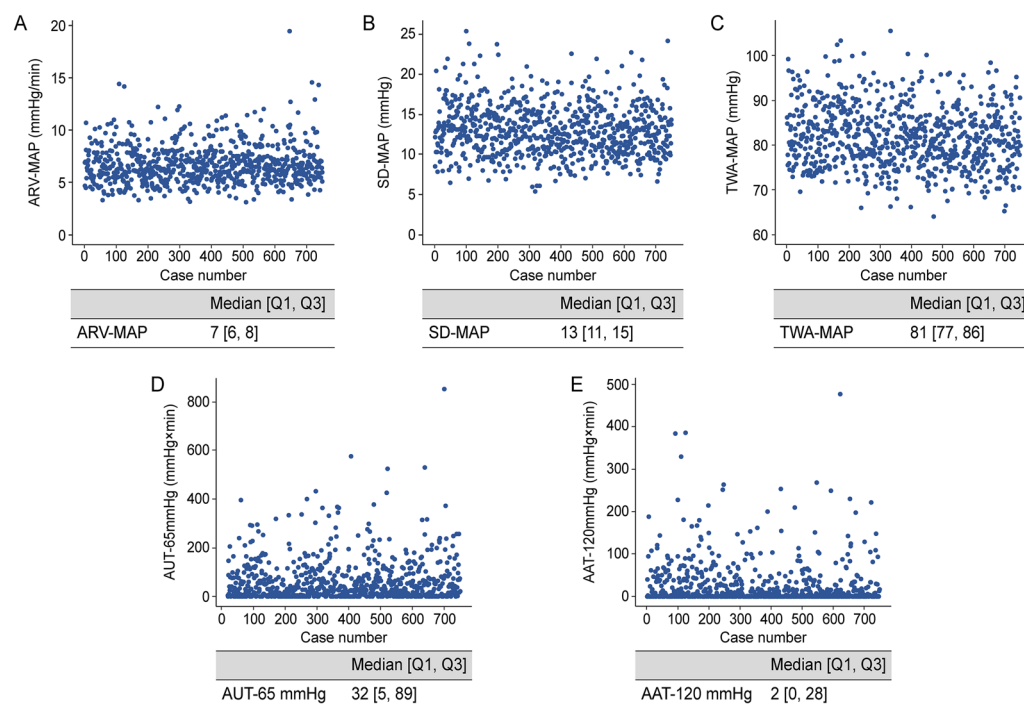 A
ARV-MAP (mmHg/min)
20
15
10
5
0
0 100 200 300 400 500 600 700
Case number
Median [Q1, Q3]
ARV-MAP 7 [6, 8]
B
SD-MAP (mmHg)
25
20
15
10
5
0
0 100 200 300 400 500 600 700
Case number
Median [Q1, Q3]
SD-MAP 13 [11, 15]
C
TWA-MAP (mmHg)
100
90
80
70
60
0 100 200 300 400 500 600 700
Case number
Median [Q1, Q3]
TWA-MAP 81 [77, 86]
D
AUT-65mmHg (mmHg×min)
800
600
400
200
0
0 100 200 300 400 500 600 700
Case number
Median [Q1, Q3]
AUT-65 mmHg 32 [5, 89]
E
AAT-120mmHg (mmHg×min)
500
400
300
200
100
0
0 100 200 300 400 500 600 700
Case number
Median [Q1, Q3]
AAT-120 mmHg 2 [0, 28]